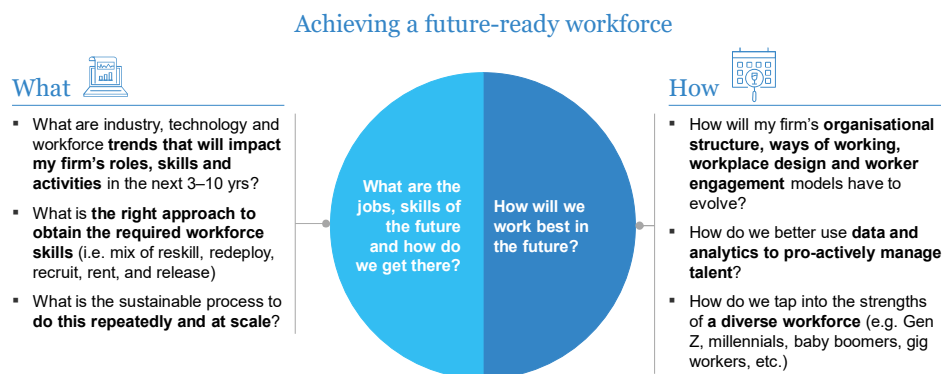 Achieving a future-ready workforce
What
▪ What are industry, technology and
workforce trends that will impact
my firm's roles, skills and
activities in the next 3–10 yrs?
▪ What is the right approach to
obtain the required workforce
skills (i.e. mix of reskill, redeploy,
recruit, rent, and release)
▪ What is the sustainable process to
do this repeatedly and at scale?
What are the
jobs, skills of
the future
and how do
we get there?
How will we
work best in
the future?
How
▪ How will my firm's organisational
structure, ways of working,
workplace design and worker
engagement models have to
evolve?
▪ How do we better use data and
analytics to pro-actively manage
talent?
▪ How do we tap into the strengths
of a diverse workforce (e.g. Gen
Z, millennials, baby boomers, gig
workers, etc.)